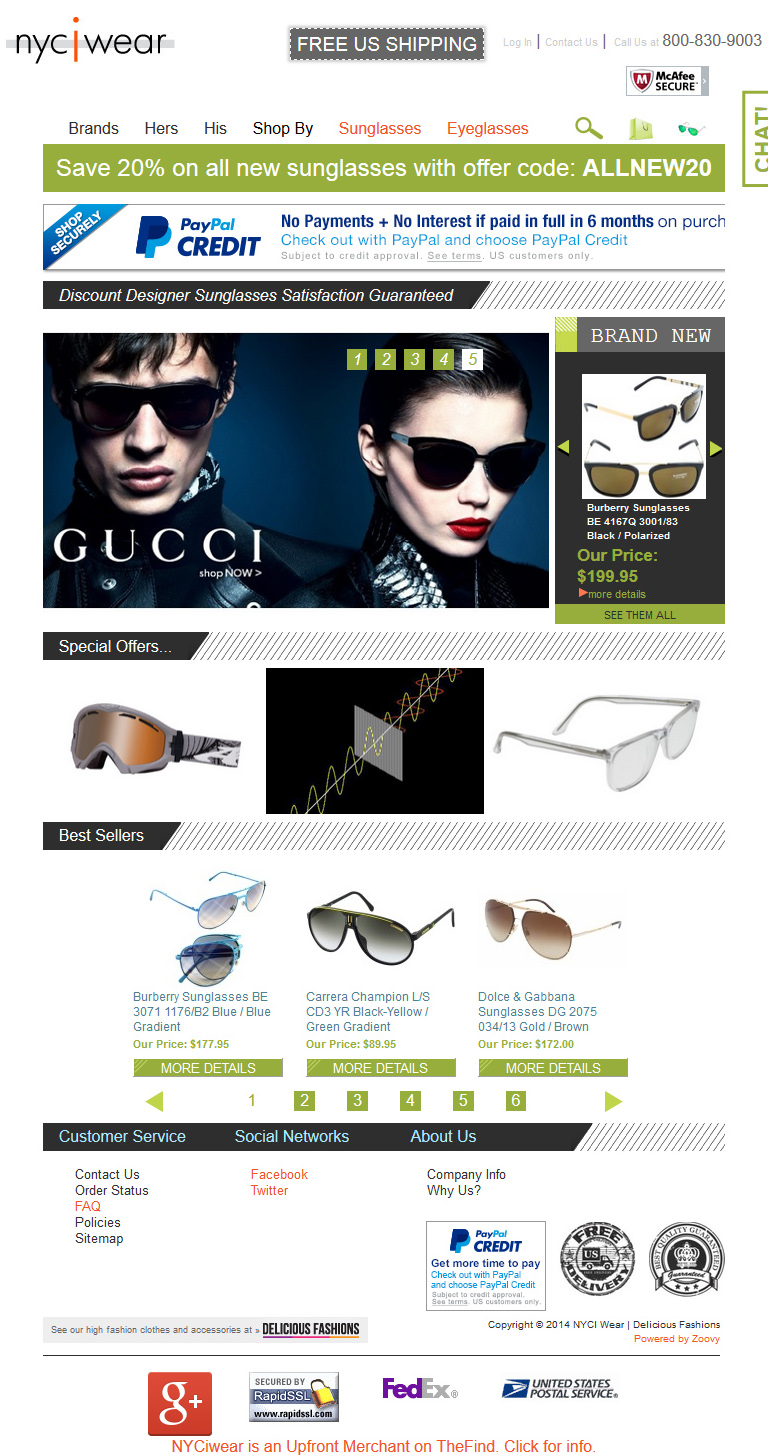 nyciwear
FREE US SHIPPING
Log In | Contact Us | Call Us at 800-830-9003
McAfee
SECURE
CHAT!
Brands Hers His Shop By Sunglasses Eyeglasses
Save 20% on all new sunglasses with offer code: ALLNEW20
SHOP
SECURELY
PayPal
CREDIT
No Payments + No Interest if paid in full in 6 months on purch
Check out with PayPal and choose PayPal Credit
Subject to credit approval. See terms. US customers only.
Discount Designer Sunglasses Satisfaction Guaranteed
1 2 3 4 5
GUCCI
shop NOW >
BRAND NEW
Burberry Sunglasses
BE 4167Q 3001/83
Black / Polarized
Our Price:
$199.95
more details
SEE THEM ALL
Special Offers...
Best Sellers
Burberry Sunglasses BE
3071 1176/B2 Blue / Blue
Gradient
Our Price: $177.95
MORE DETAILS
Carrera Champion L/S
CD3 YR Black-Yellow /
Green Gradient
Our Price: $89.95
MORE DETAILS
Dolce & Gabbana
Sunglasses DG 2075
034/13 Gold / Brown
Our Price: $172.00
MORE DETAILS
1 2 3 4 5 6
Customer Service
Contact Us
Order Status
FAQ
Policies
Sitemap
Social Networks
Facebook
Twitter
About Us
Company Info
Why Us?
PayPal
CREDIT
Get more time to pay
Check out with PayPal
and choose PayPal Credit
Subject to credit approval.
See terms. US customers only.
FREE
US
DELIVERY
BEST QUALITY GUARANTEED
Guaranteed
See our high fashion clothes and accessories at » DELICIOUS FASHIONS
Copyright © 2014 NYCI Wear | Delicious Fashions
Powered by Zoovy
g+
SECURED BY
RapidSSL
www.rapidssl.com
FedEx®
UNITED STATES
POSTAL SERVICE®
NYCiwear is an Upfront Merchant on TheFind. Click for info.